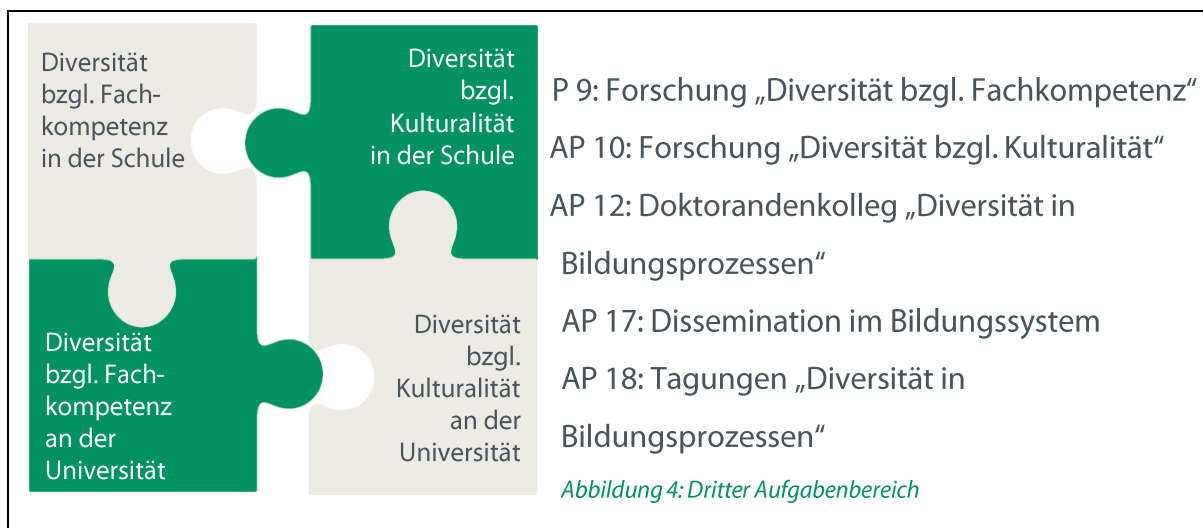 Diversität
bzgl. Fach-
kompetenz
in der Schule
Diversität
bzgl.
Kulturalität
in der Schule
Diversität
bzgl. Fach-
kompetenz
an der
Universität
Diversität
bzgl.
Kulturalität
an der
Universität
P 9: Forschung „Diversität bzgl. Fachkompetenz“
AP 10: Forschung „Diversität bzgl. Kulturalität“
AP 12: Doktorandenkolleg „Diversität in
Bildungsprozessen“
AP 17: Dissemination im Bildungssystem
AP 18: Tagungen „Diversität in
Bildungsprozessen“
Abbildung 4: Dritter Aufgabenbereich